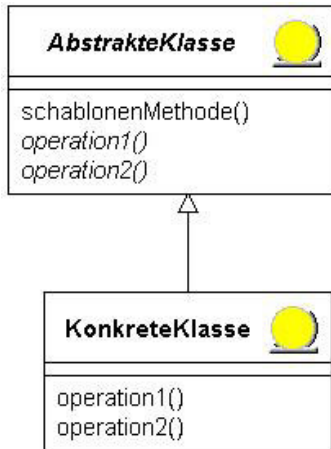 AbstrakteKlasse
schablonenMethode()
operation1()
operation2()
KonkreteKlasse
operation1()
operation2()